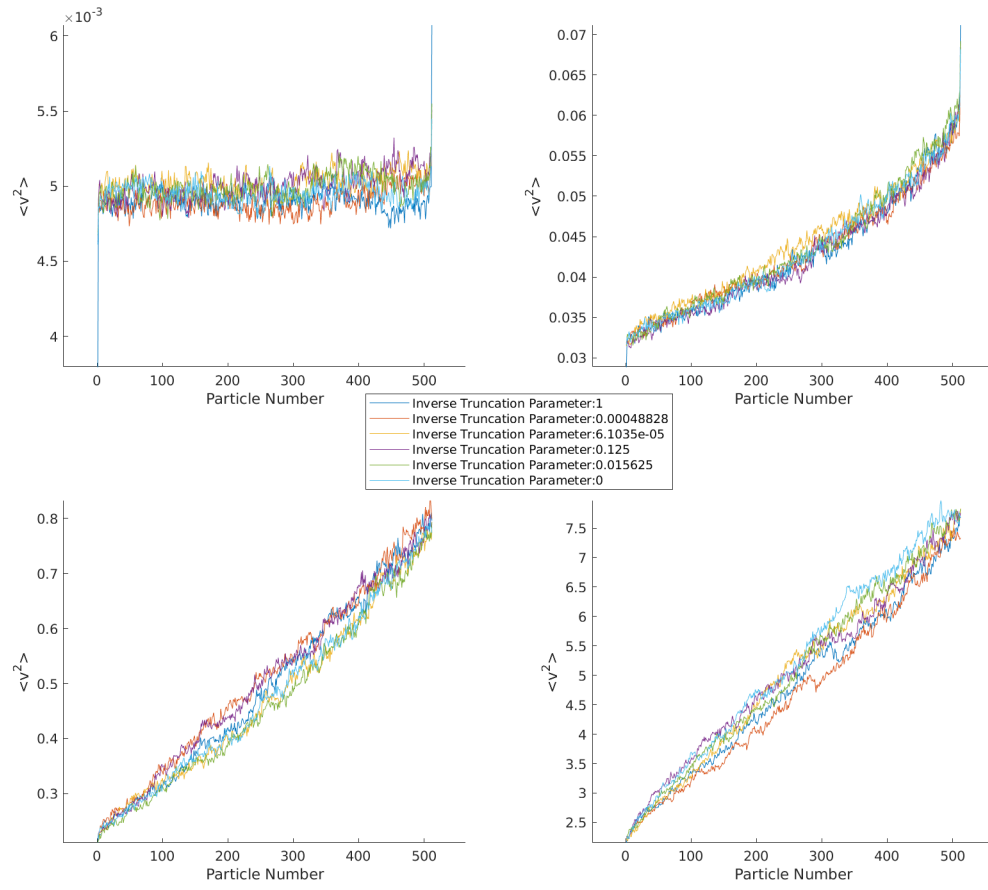 ×10⁻³
6
5.5
5
4.5
4
<v²>
0 100 200 300 400 500
Particle Number
0.07
0.065
0.06
0.055
0.05
0.045
0.04
0.035
0.03
<v²>
0 100 200 300 400 500
Particle Number
Inverse Truncation Parameter:1
Inverse Truncation Parameter:0.00048828
Inverse Truncation Parameter:6.1035e-05
Inverse Truncation Parameter:0.125
Inverse Truncation Parameter:0.015625
Inverse Truncation Parameter:0
0.8
0.7
0.6
0.5
0.4
0.3
<v²>
0 100 200 300 400 500
Particle Number
7.5
7
6.5
6
5.5
5
4.5
4
3.5
3
2.5
<v²>
0 100 200 300 400 500
Particle Number